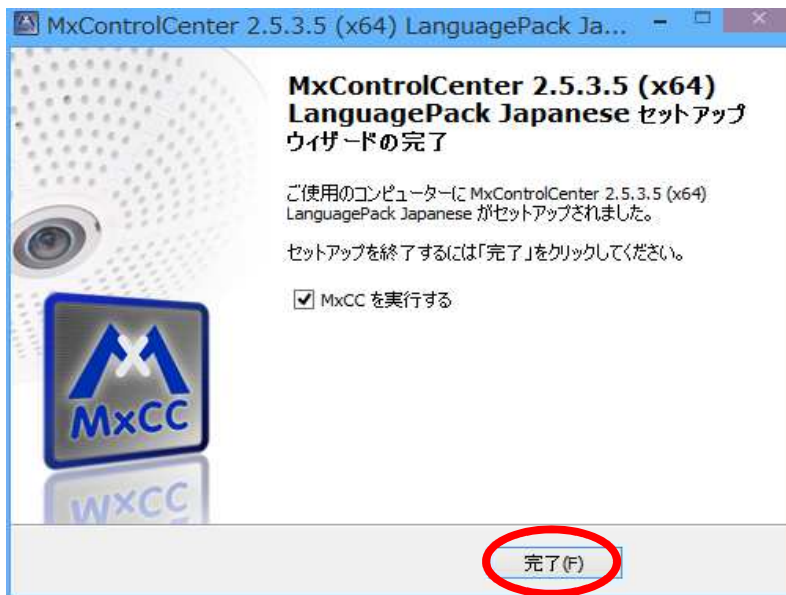 MxControlCenter 2.5.3.5 (x64) LanguagePack Ja...
MxControlCenter 2.5.3.5 (x64)
LanguagePack Japanese セットアップ
ウィザードの完了
ご使用のコンピューターに MxControlCenter 2.5.3.5 (x64)
LanguagePack Japanese がセットアップされました。
セットアップを終了するには「完了」をクリックしてください。
MxCC を実行する
MxCC
完了(F)